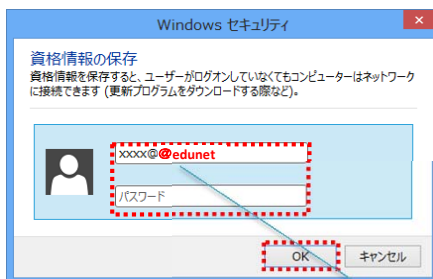 Windows セキュリティ
資格情報の保存
資格情報を保存すると、ユーザーがログオンしていなくてもコンピューターはネットワーク
に接続できます (更新プログラムをダウンロードする際など)。
xxxx@@edunet
パスワード
OK
キャンセル